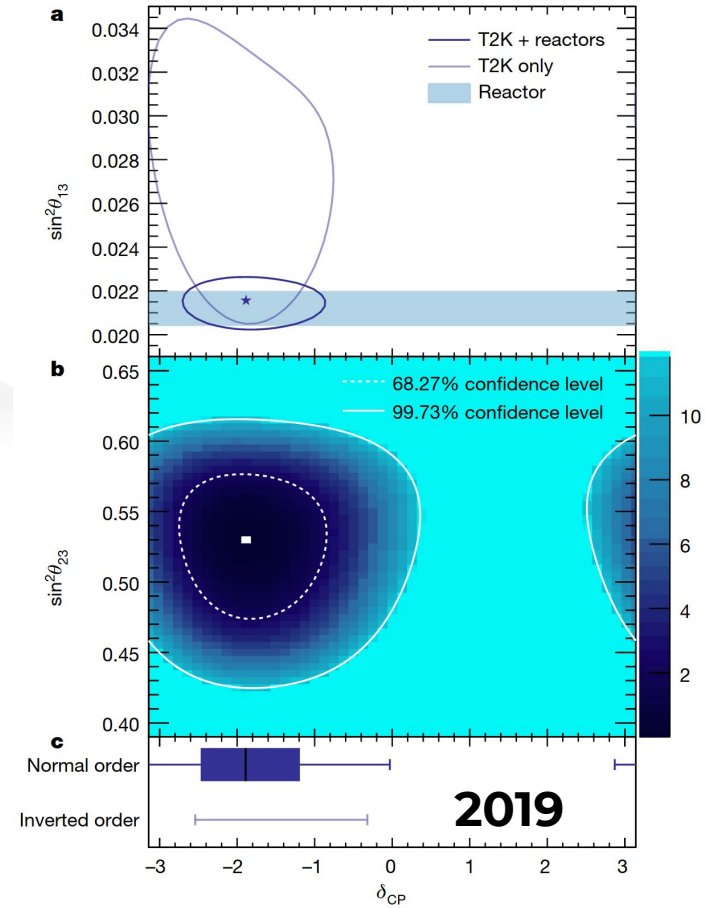 a
0.034
0.032
0.030
0.028
0.026
0.024
0.022
0.020
sin²θ₁₃
T2K + reactors
T2K only
Reactor
b
0.65
0.60
0.55
0.50
0.45
0.40
sin²θ₂₃
68.27% confidence level
99.73% confidence level
10
8
6
4
2
c
Normal order
Inverted order
2019
−3 −2 −1 0 1 2 3
δCP